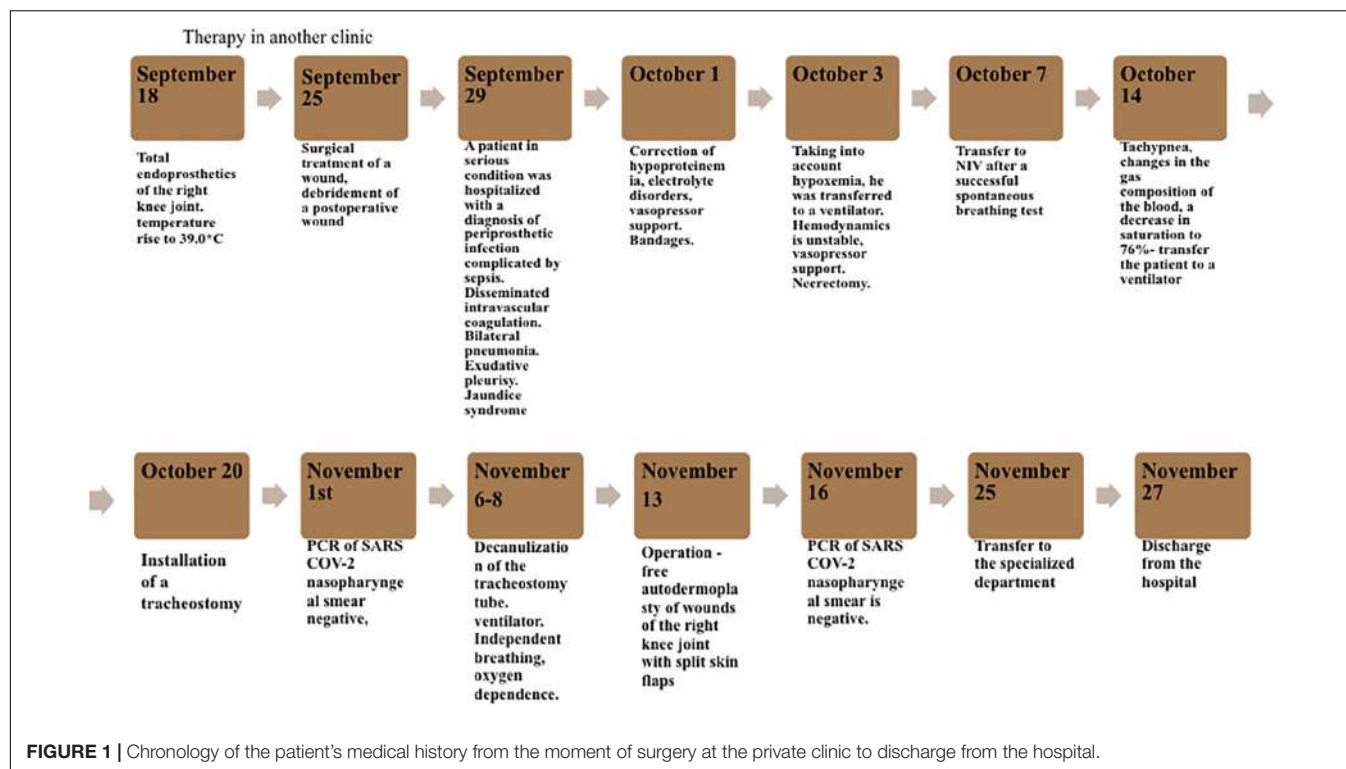 Therapy in another clinic
September
18
Total
endoprosthetics
of the right
knee joint.
temperature
rise to 39.0*C
September
25
Surgical
treatment of a
wound,
debridement of
a postoperative
wound
September
29
A patient in
serious
condition was
hospitalized
with a
diagnosis of
periprosthetic
infection
complicated by
sepsis.
Disseminated
intravascular
coagulation.
Bilateral
pneumonia.
Exudative
pleurisy.
Jaundice
syndrome
October 1
Correction of
hypoproteinem
ia, electrolyte
disorders,
vasopressor
support.
Bandages.
October 3
Taking into
account
hypoxemia, he
was transferred
to a ventilator.
Hemodynamics
is unstable,
vasopressor
support.
Necrectomy.
October 7
Transfer to
NIV after a
successful
spontaneous
breathing test
October
14
Tachypnea,
changes in the
gas
composition of
the blood, a
decrease in
saturation to
76%- transfer
the patient to a
ventilator
October 20
Installation
of a
tracheostomy
November
1st
PCR of SARS
COV-2
nasopharynge
al smear
negative,
November
6-8
Decanulizatio
n of the
tracheostomy
tube.
ventilator.
Independent
breathing,
oxygen
dependence.
November
13
Operation -
free
autodermopla
sty of wounds
of the right
knee joint
with split skin
flaps
November
16
PCR of SARS
COV-2
nasopharynge
al smear is
negative.
November
25
Transfer to
the specialized
department
November
27
Discharge
from the
hospital
FIGURE 1 | Chronology of the patient's medical history from the moment of surgery at the private clinic to discharge from the hospital.